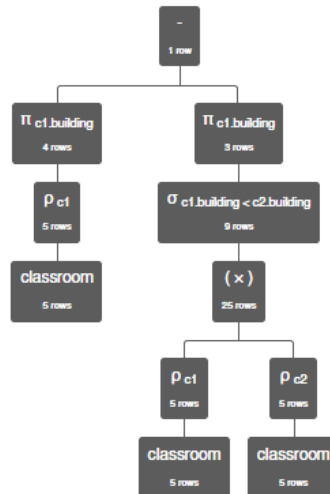 -
1 row
π c1.building
4 rows
π c1.building
3 rows
ρ c1
5 rows
σ c1.building < c2.building
9 rows
classroom
5 rows
( × )
25 rows
ρ c1
5 rows
ρ c2
5 rows
classroom
5 rows
classroom
5 rows